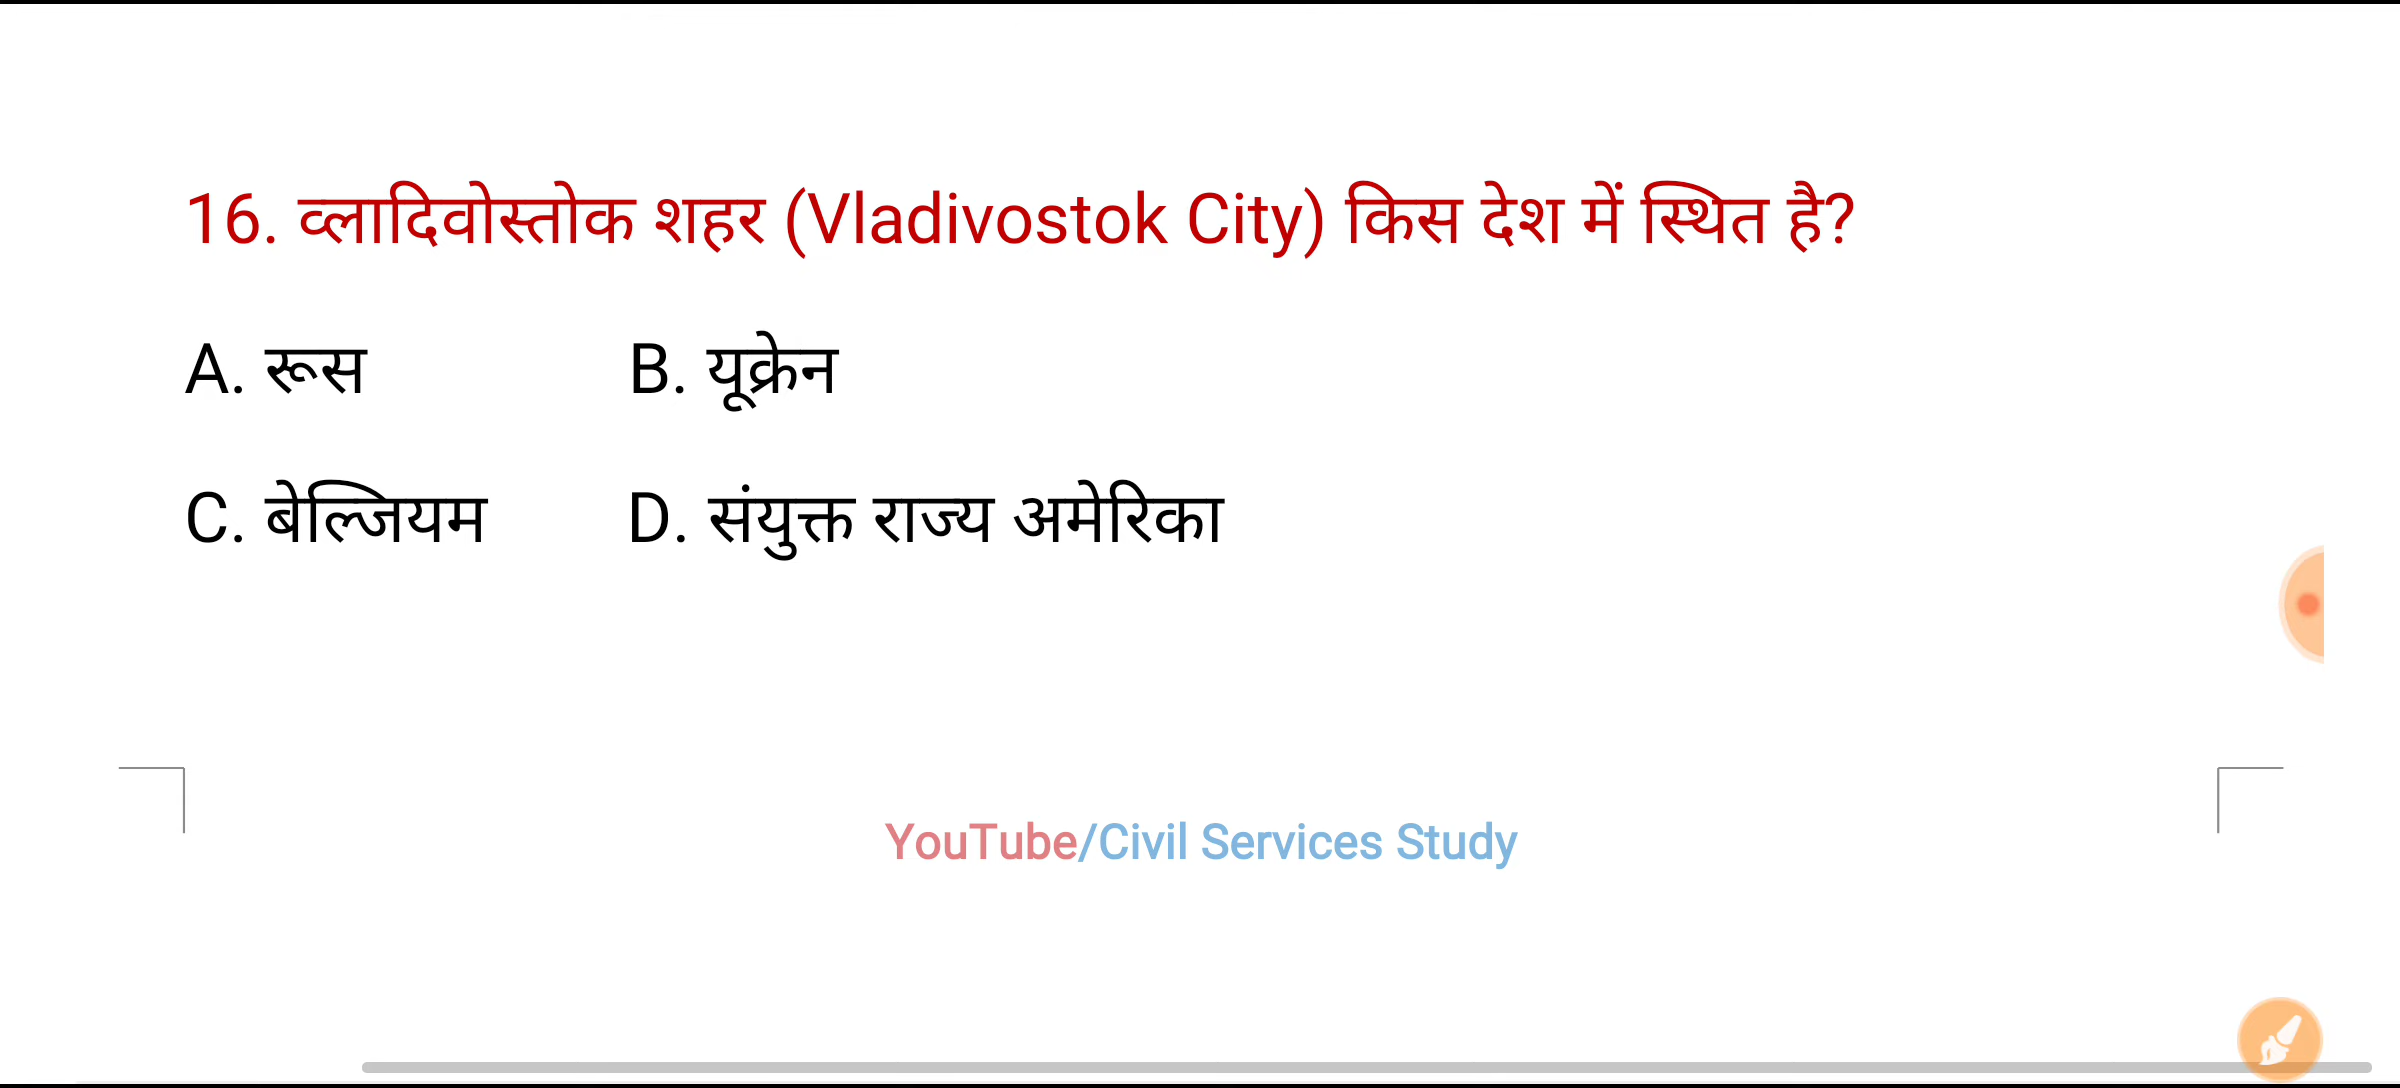 16. व्लादिवोस्तोक शहर (Vladivostok City) किस देश में स्थित है?
A. रूस B. यूक्रेन
C. बेल्जियम D. संयुक्त राज्य अमेरिका
YouTube/Civil Services Study